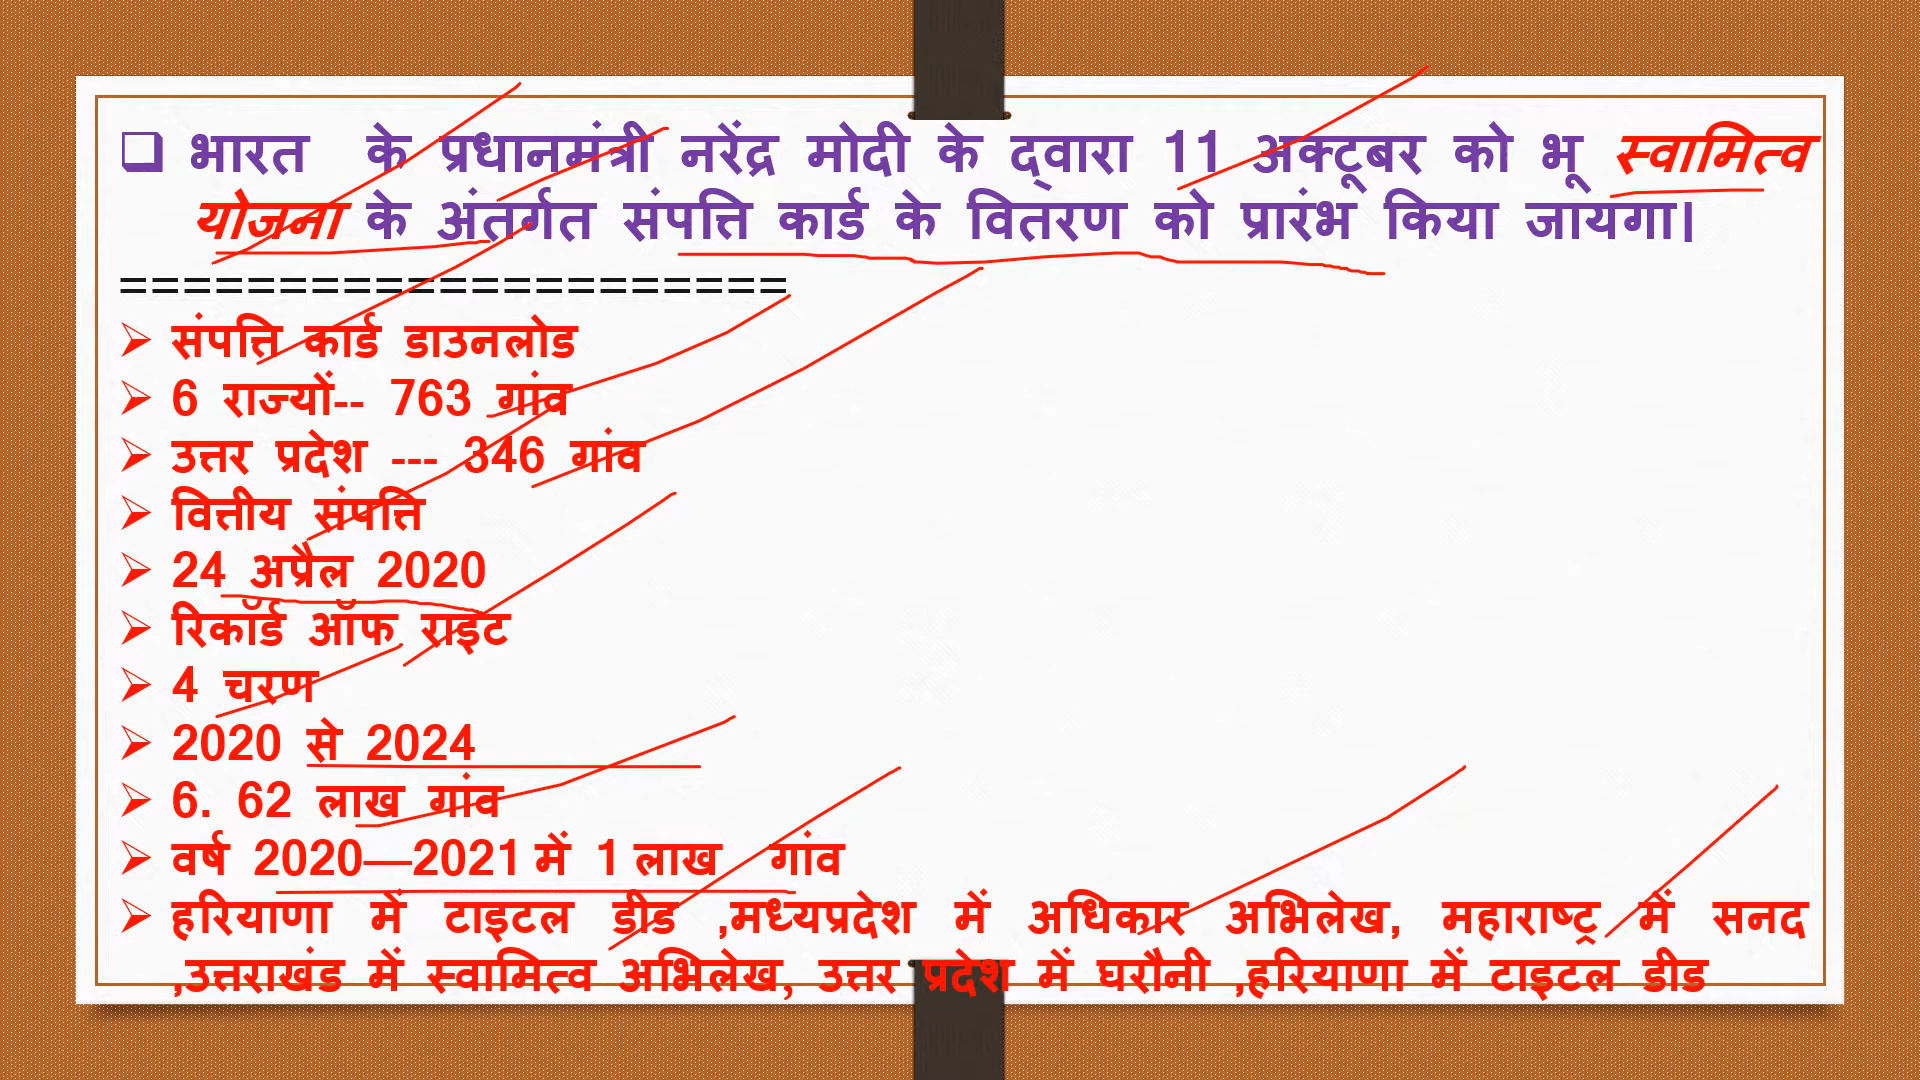 ❑ भारत के प्रधानमंत्री नरेंद्र मोदी के द्वारा 11 अक्टूबर को भू स्वामित्व
योजना के अंतर्गत संपत्ति कार्ड के वितरण को प्रारंभ किया जायगा।
=====================
➢ संपत्ति कार्ड डाउनलोड
➢ 6 राज्यों-- 763 गांव
➢ उत्तर प्रदेश --- 346 गांव
➢ वित्तीय संपत्ति
➢ 24 अप्रैल 2020
➢ रिकॉर्ड ऑफ राइट
➢ 4 चरण
➢ 2020 से 2024
➢ 6. 62 लाख गांव
➢ वर्ष 2020—2021 में 1 लाख गांव
➢ हरियाणा में टाइटल डीड ,मध्यप्रदेश में अधिकार अभिलेख, महाराष्ट्र में सनद
,उत्तराखंड में स्वामित्व अभिलेख, उत्तर प्रदेश में घरौनी ,हरियाणा में टाइटल डीड